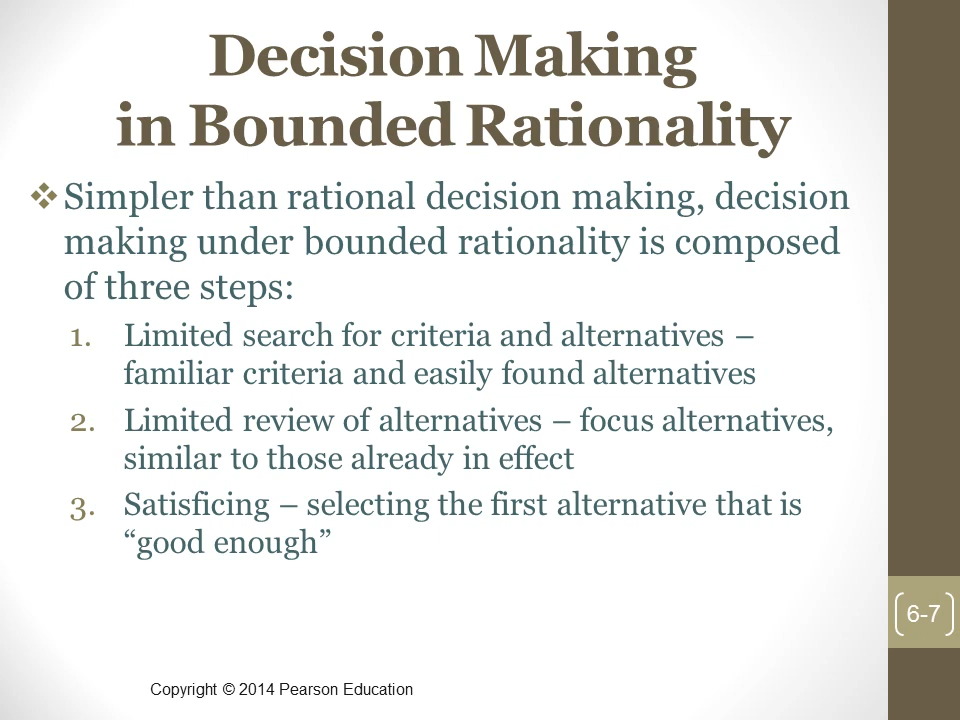 Decision Making
in Bounded Rationality
❖Simpler than rational decision making, decision
making under bounded rationality is composed
of three steps:
1. Limited search for criteria and alternatives –
familiar criteria and easily found alternatives
2. Limited review of alternatives – focus alternatives,
similar to those already in effect
3. Satisficing – selecting the first alternative that is
“good enough”
6-7
Copyright © 2014 Pearson Education